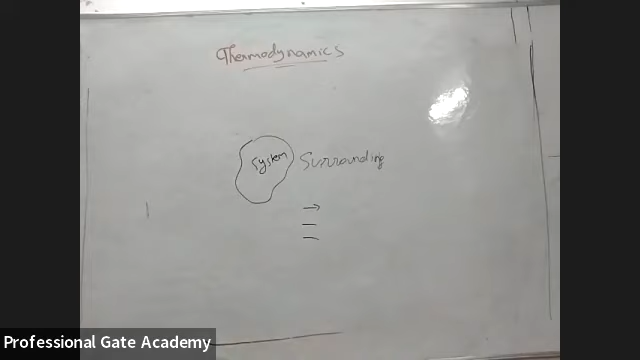 Thermodynamics
System Surrounding
Professional Gate Academy